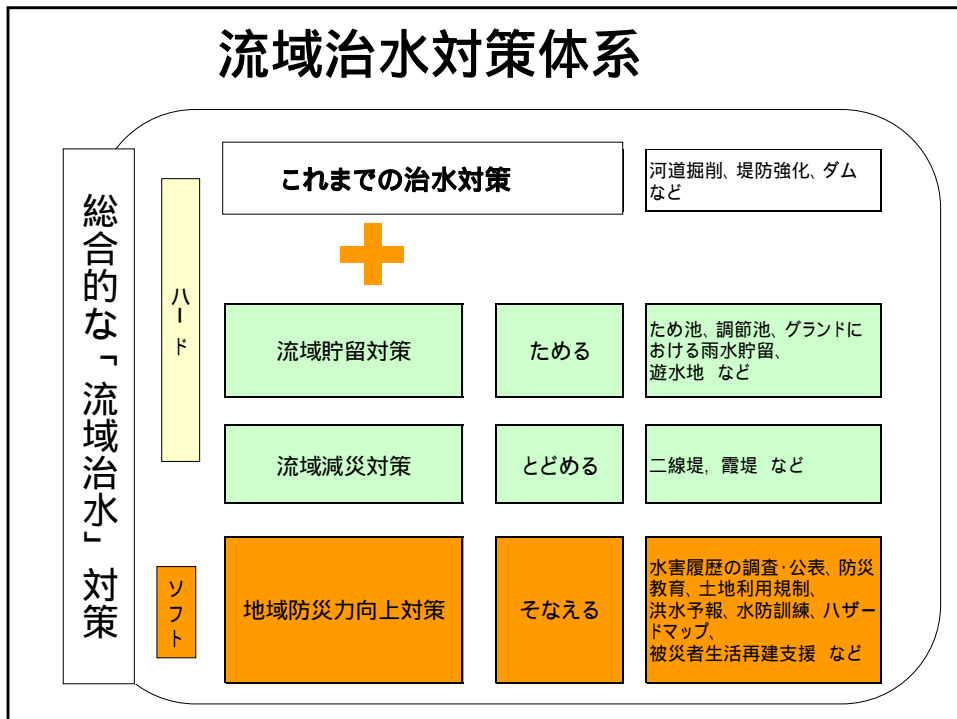 流域治水対策体系
総合的な「流域治水」対策
ハード
これまでの治水対策
河道掘削、堤防強化、ダム
など
流域貯留対策
ためる
ため池、調節池、グランドに
おける雨水貯留、
遊水地 など
流域減災対策
とどめる
二線堤，霞堤 など
ソフト
地域防災力向上対策
そなえる
水害履歴の調査・公表、防災
教育、土地利用規制、
洪水予報、水防訓練、ハザー
ドマップ、
被災者生活再建支援 など